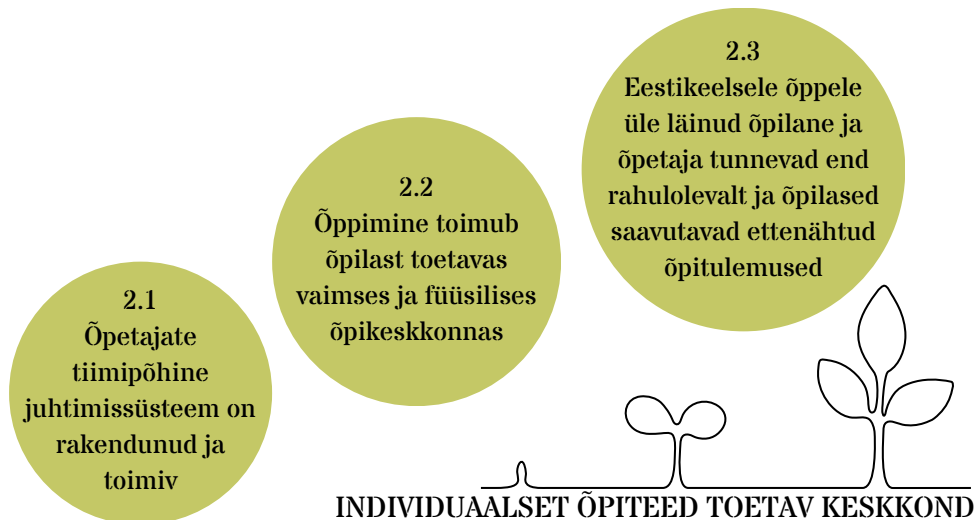 2.1
Õpetajate
tiimipõhine
juhtimissüsteem on
rakendunud ja
toimiv
2.2
Õppimine toimub
õpilast toetavas
vaimses ja füüsilises
õpikeskkonnas
2.3
Eestikeelsele õppele
üle läinud õpilane ja
õpetaja tunnevad end
rahulolevalt ja õpilased
saavutavad ettenähtud
õpitulemused
INDIVIDUAALSET ÕPITEED TOETAV KESKKOND